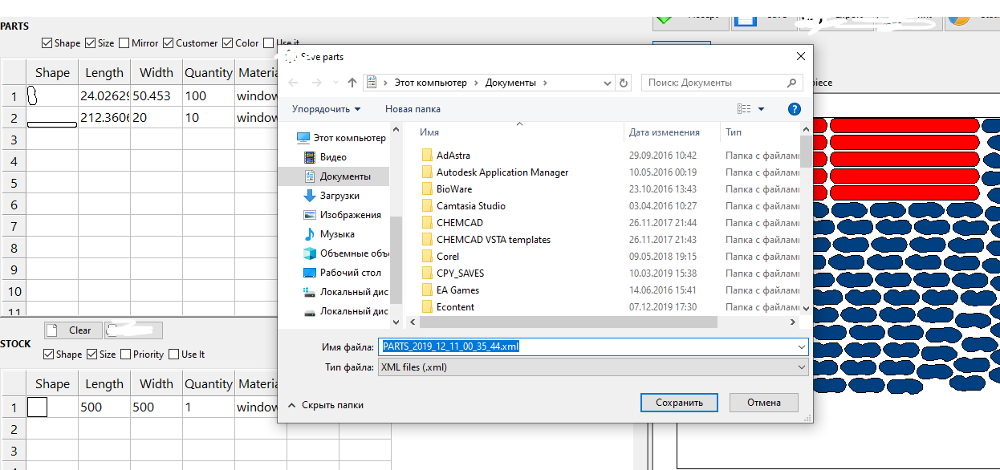 PARTS
Shape Size Mirror Customer Color Use it
Shape Length Width Quantity
1 24.02629 50.453 100 window
2 212.3606 20 10 window
3
4
5
6
7
8
9
10
11
Clear
STOCK
Shape Size Priority Use It
Shape Length Width Quantity
1 500 500 1 window
2
3
Save parts
Этот компьютер Документы
Поиск: Документы
Упорядочить Новая папка
Этот компьютер
Видео
Документы
Загрузки
Изображения
Музыка
Рабочий стол
Имя Дата изменения Тип
AdAstra 29.09.2016 10:42 Папка с файлами
Autodesk Application Manager 10.05.2016 00:19 Папка с файлами
BioWare 23.10.2016 13:43 Папка с файлами
Camtasia Studio 03.04.2016 10:27 Папка с файлами
CHEMCAD 26.11.2017 21:44 Папка с файлами
CHEMCAD VSTA templates 26.11.2017 21:43 Папка с файлами
Corel 09.05.2018 19:15 Папка с файлами
CPY_SAVES 10.03.2019 15:38 Папка с файлами
EA Games 14.06.2016 15:41 Папка с файлами
Econtent 07.12.2019 17:30 Папка с файлами
Имя файла: PARTS_2019_12_11_00_35_44.xml
Тип файла: XML files (.xml)
Скрыть папки Сохранить Отмена